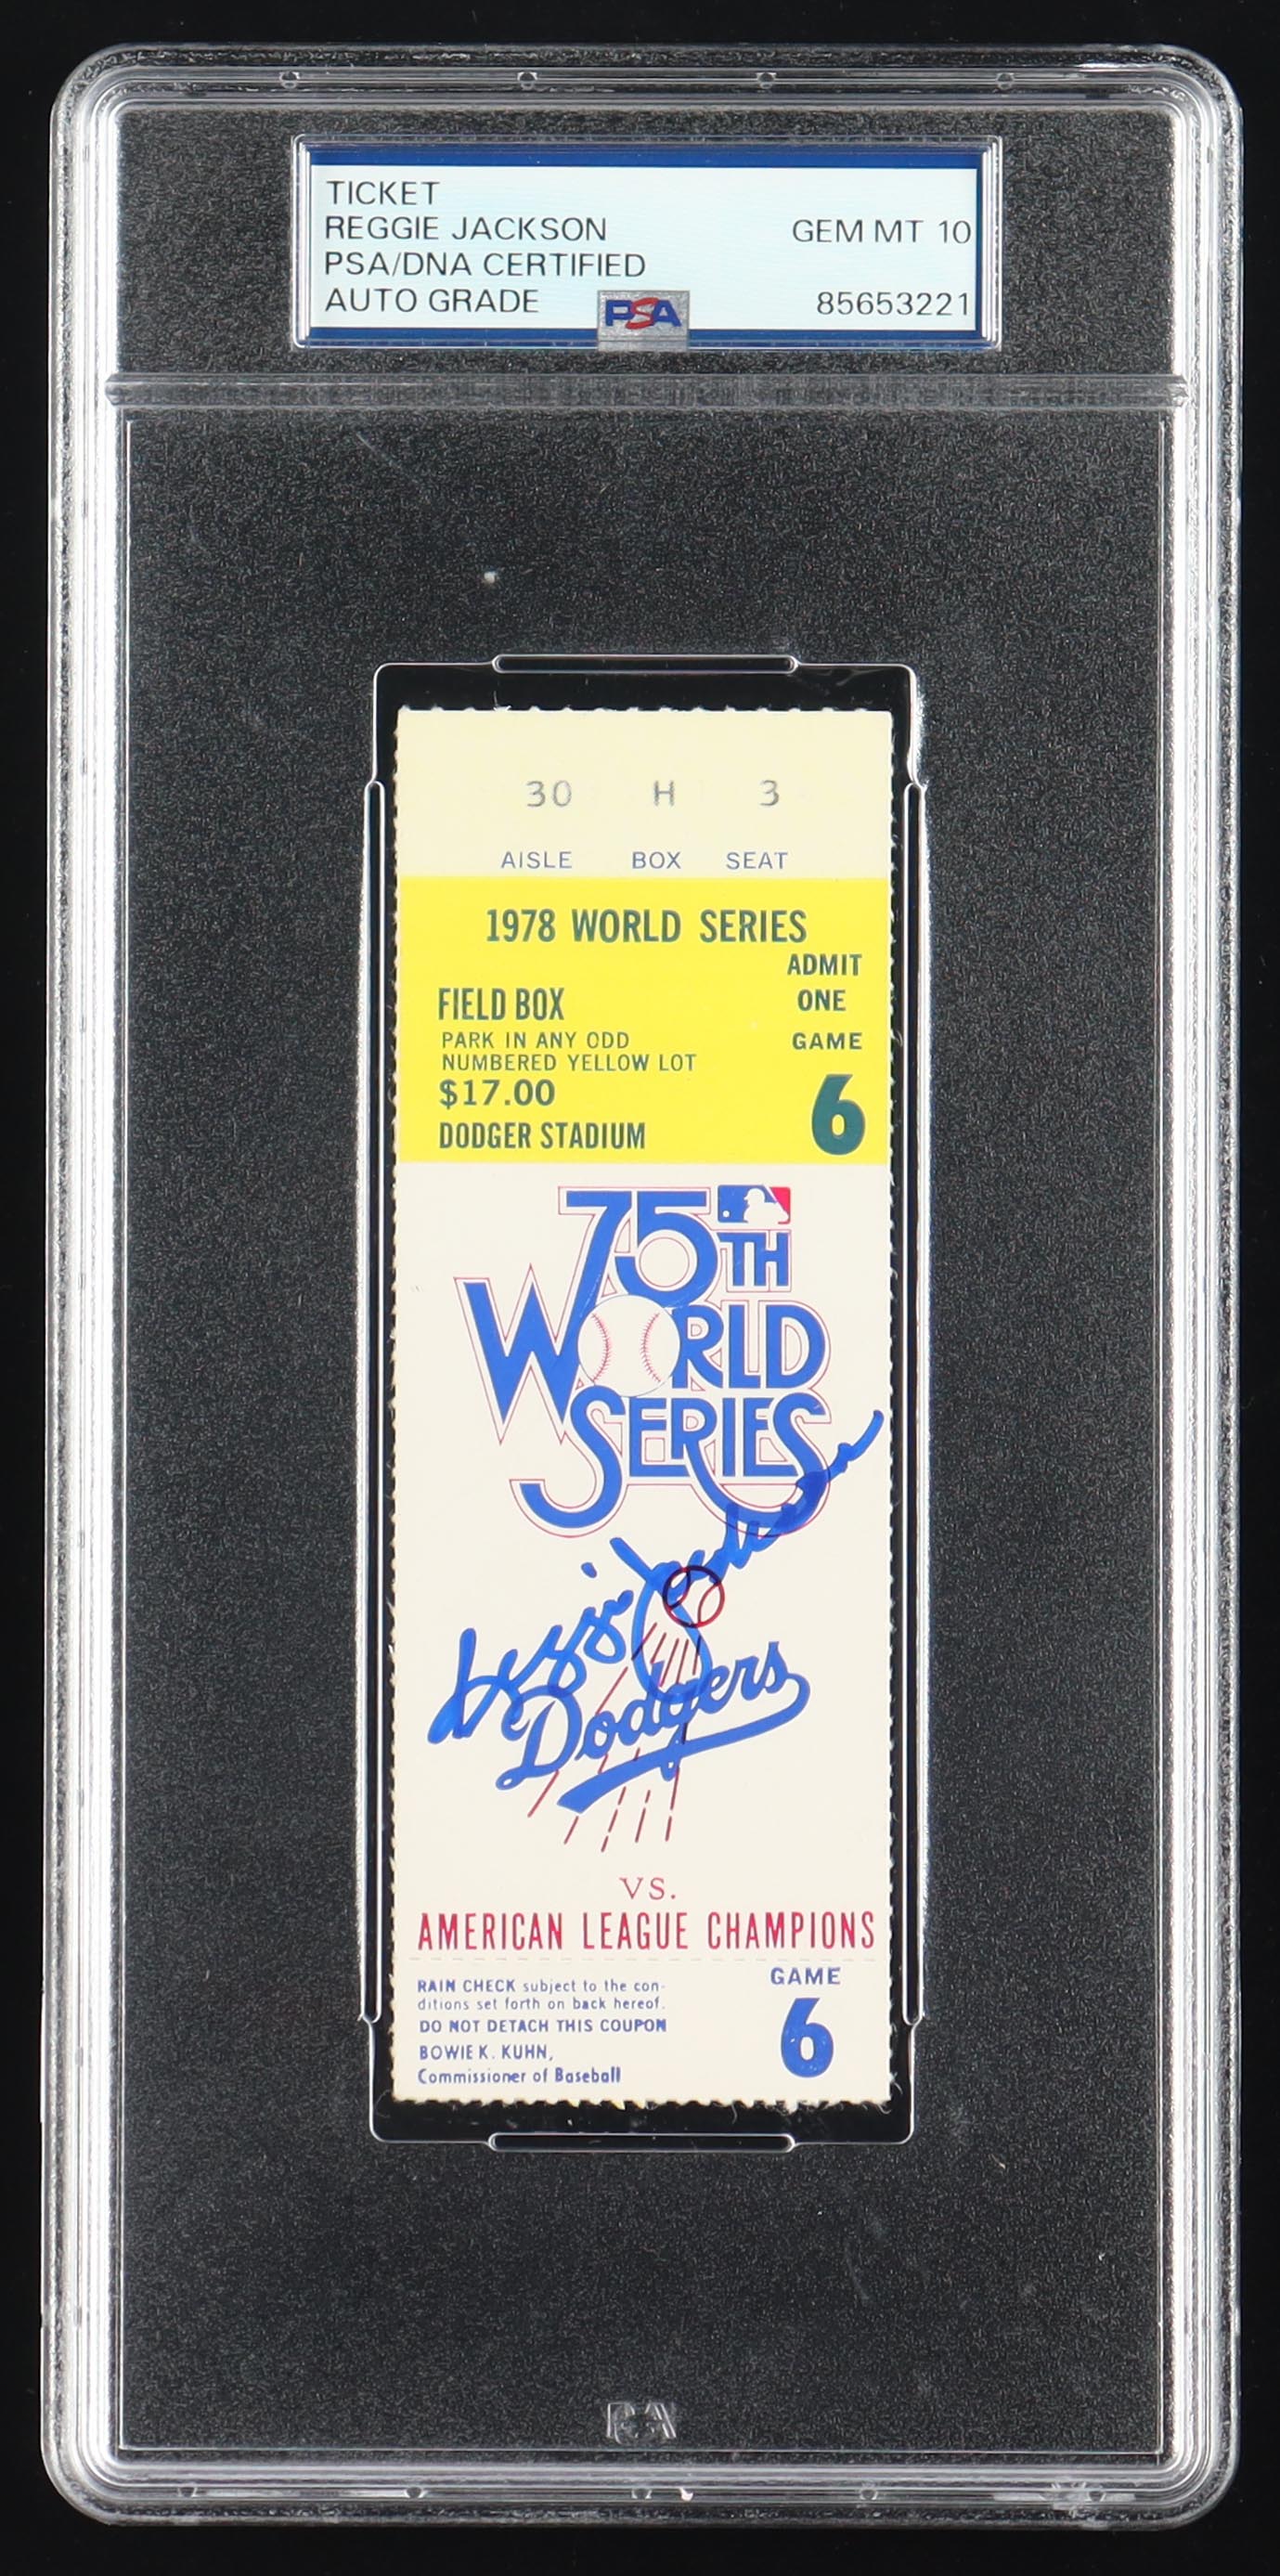 TICKET
REGGIE JACKSON GEM MT 10
PSA/DNA CERTIFIED
AUTO GRADE 85653221
PSA
30 H 3
AISLE BOX SEAT
1978 WORLD SERIES
ADMIT
FIELD BOX ONE
PARK IN ANY ODD GAME
NUMBERED YELLOW LOT
$17.00 6
DODGER STADIUM
75TH
WORLD
SERIES
Reggie Jackson
Dodgers
VS.
AMERICAN LEAGUE CHAMPIONS
RAIN CHECK subject to the con- GAME
ditions set forth on back hereof. 6
DO NOT DETACH THIS COUPON
BOWIE K. KUHN,
Commissioner of Baseball
PSA